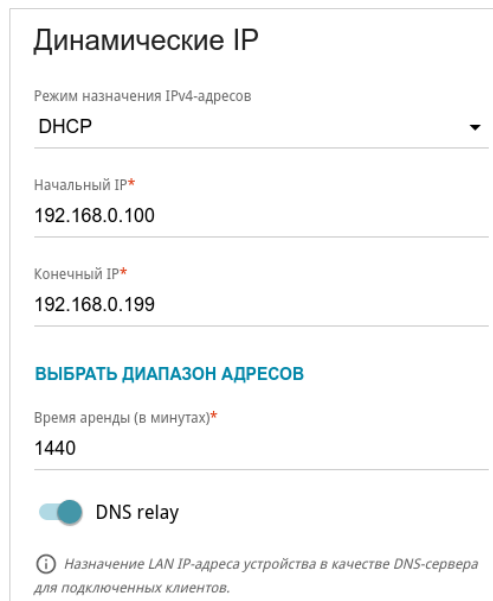 Динамические IP
Режим назначения IPv4-адресов
DHCP
Начальный IP*
192.168.0.100
Конечный IP*
192.168.0.199
ВЫБРАТЬ ДИАПАЗОН АДРЕСОВ
Время аренды (в минутах)*
1440
DNS relay
Назначение LAN IP-адреса устройства в качестве DNS-сервера
для подключенных клиентов.